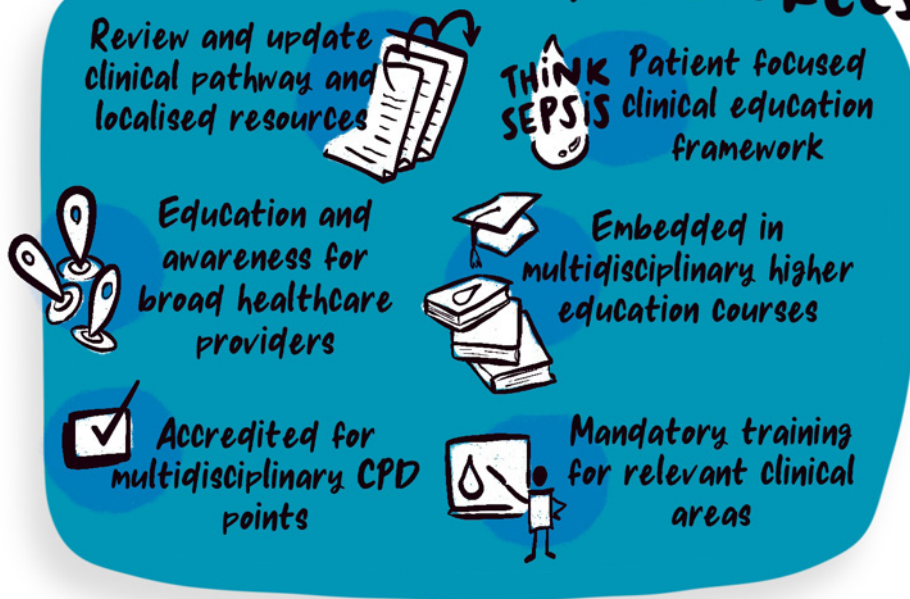 Review and update
clinical pathway and
localised resources
THINK
SEPSIS
Patient focused
clinical education
framework
Education and
awareness for
broad healthcare
providers
Embedded in
multidisciplinary higher
education courses
Accredited for
multidisciplinary CPD
points
Mandatory training
for relevant clinical
areas